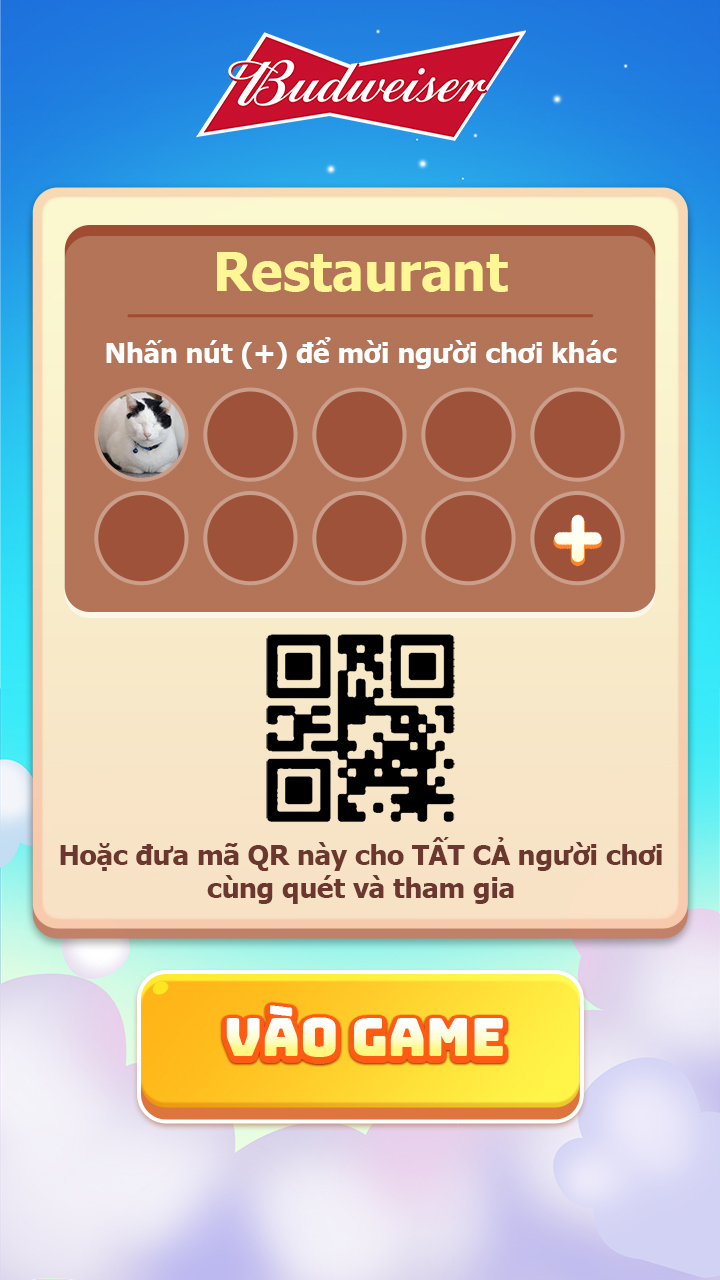 Budweiser
Restaurant
Nhấn nút (+) để mời người chơi khác
Hoặc đưa mã QR này cho TẤT CẢ người chơi
cùng quét và tham gia
VÀO GAME